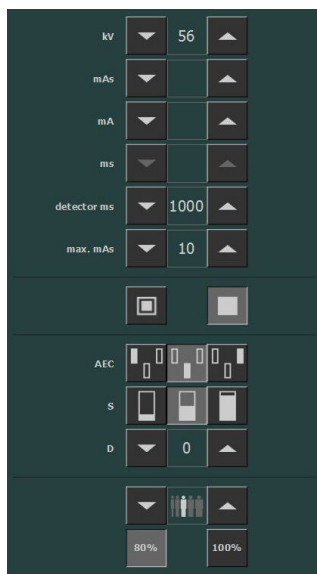 kV 56
mAs
mA
ms
detector ms 1000
max. mAs 10
AEC
S
D 0
80% 100%